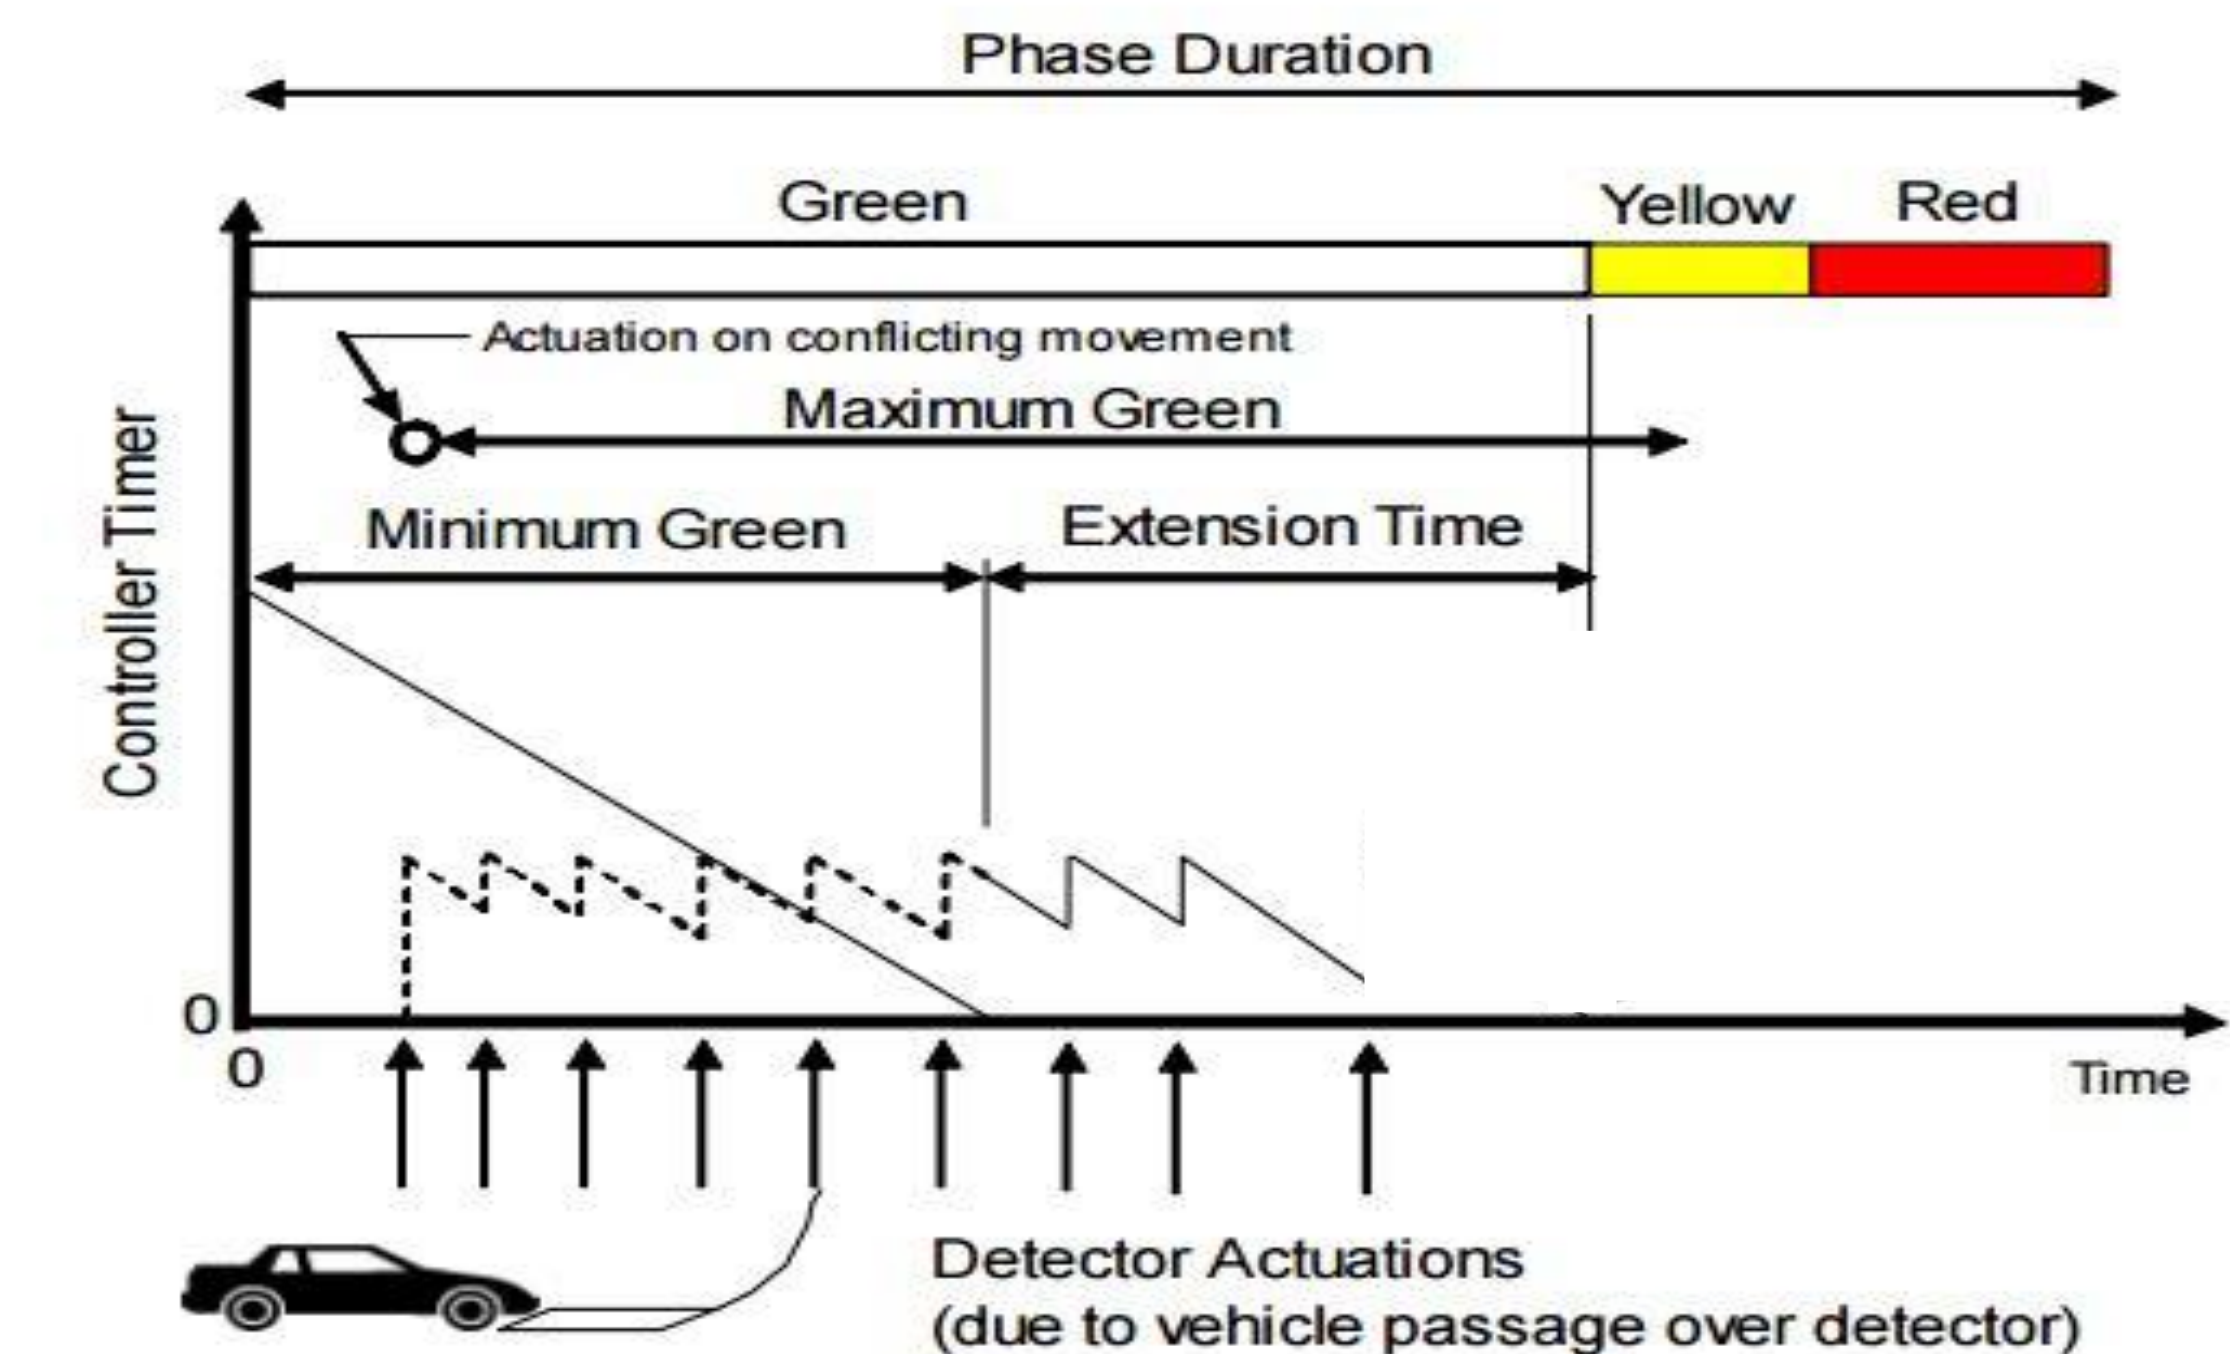 Phase Duration
Green
Yellow
Red
Actuation on conflicting movement
Maximum Green
Minimum Green
Extension Time
Controller Timer
0
0
Time
Detector Actuations
(due to vehicle passage over detector)